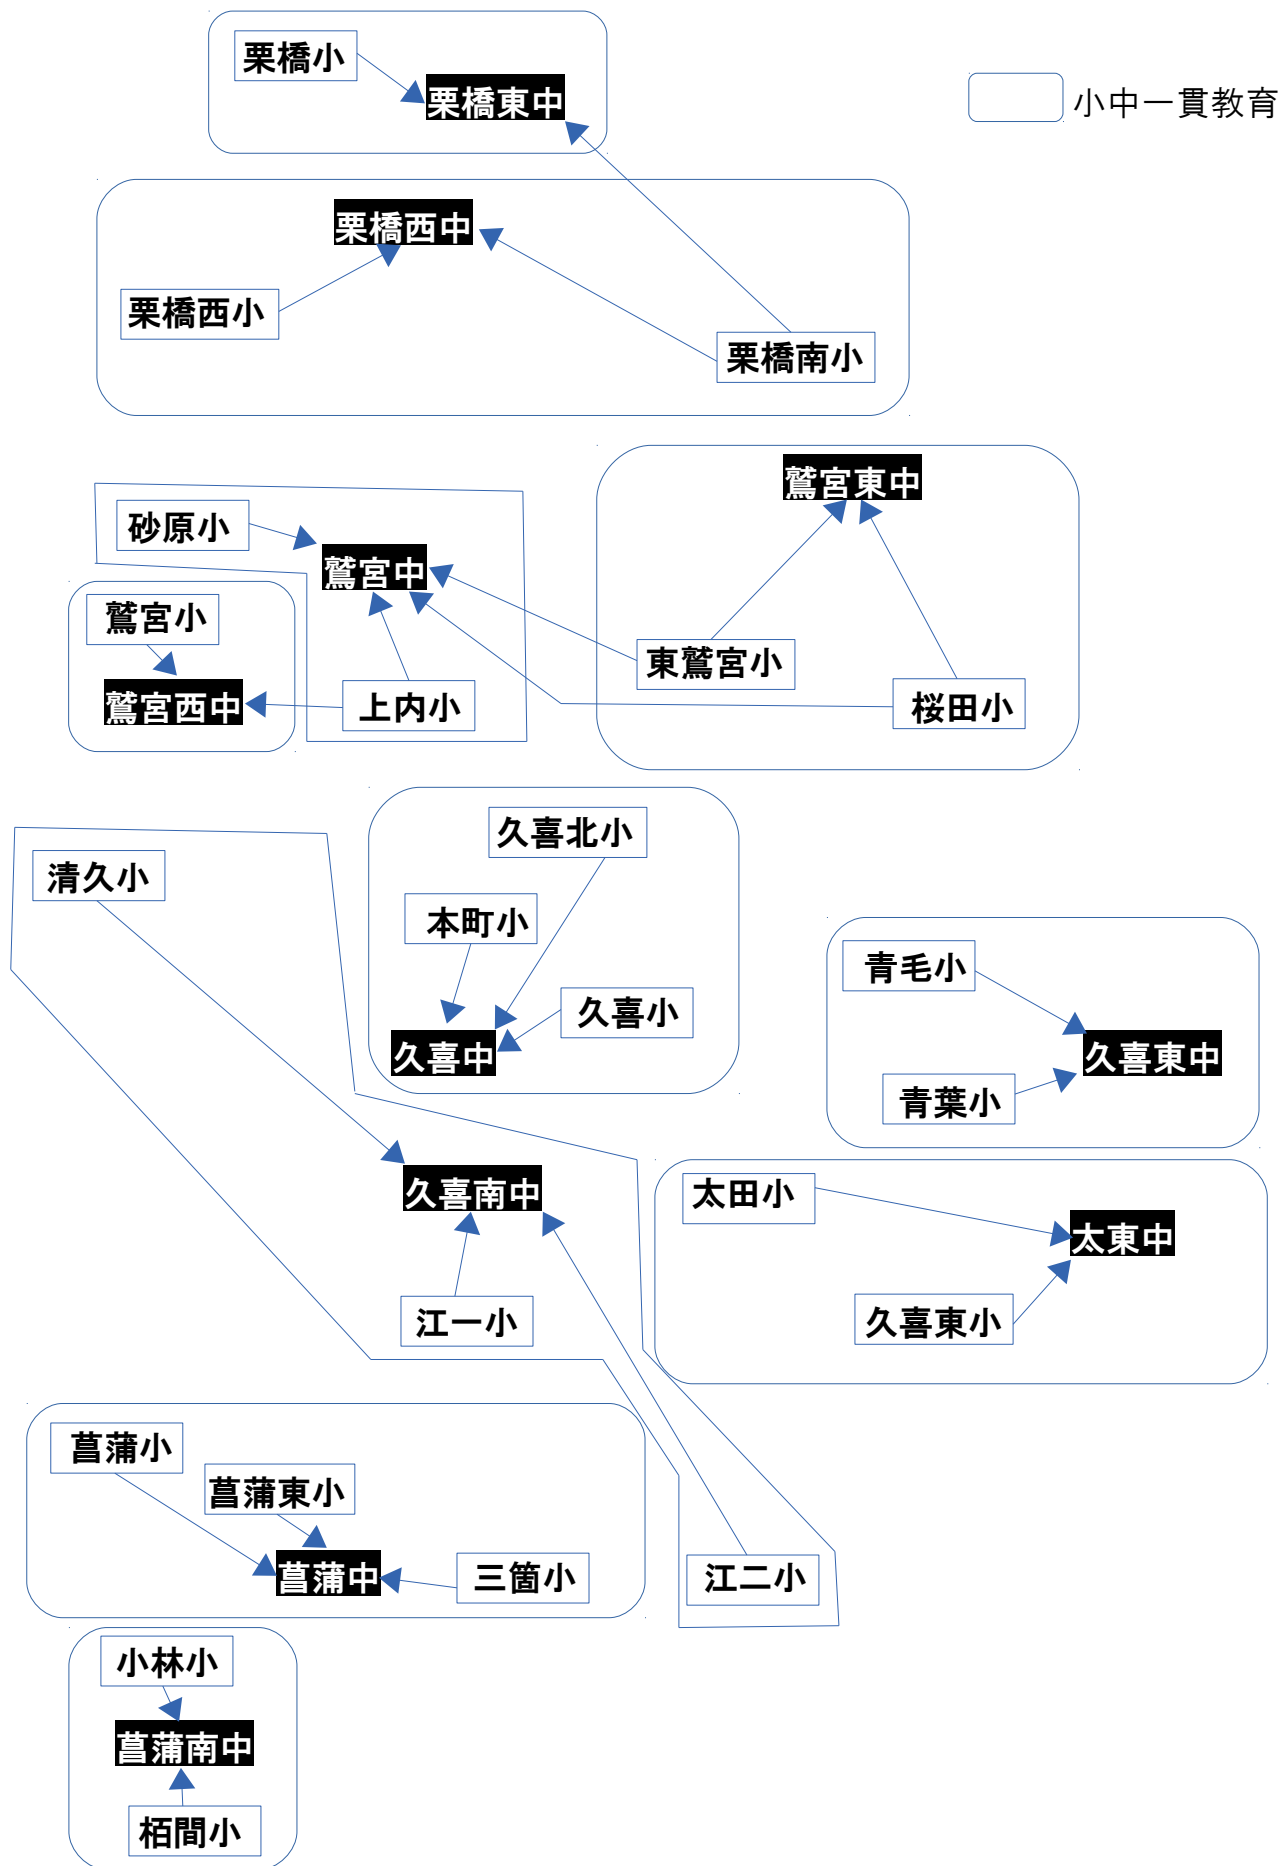 栗橋小
栗橋東中
小中一貫教育
栗橋西中
栗橋西小
栗橋南小
鷲宮東中
砂原小
鷲宮中
鷲宮小
東鷲宮小
鷲宮西中
上内小
桜田小
久喜北小
清久小
本町小
青毛小
久喜小
久喜中
久喜東中
青葉小
久喜南中
太田小
太東中
江一小
久喜東小
菖蒲小
菖蒲東小
菖蒲中
三箇小
江二小
小林小
菖蒲南中
栢間小